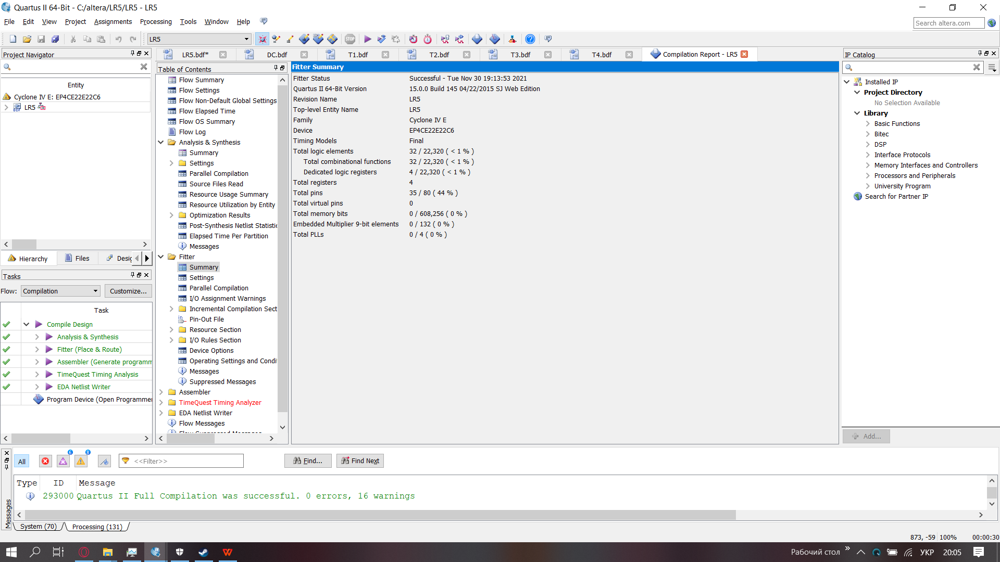 Quartus II 64-Bit - C:/altera/LR5/LR5 - LR5
File Edit View Project Assignments Processing Tools Window Help
Search altera.com
LR5
Project Navigator
Entity
Cyclone IV E: EP4CE22E22C6
LR5
Hierarchy Files
Tasks
Flow: Compilation Customize...
Task
Compile Design
Analysis & Synthesis
Fitter (Place & Route)
Assembler (Generate programm
TimeQuest Timing Analysis
EDA Netlist Writer
Program Device (Open Programmer
LR5.bdf* DC.bdf T1.bdf T2.bdf T3.bdf T4.bdf Compilation Report - LR5
Table of Contents
Flow Summary
Flow Settings
Flow Non-Default Global Settings
Flow Elapsed Time
Flow OS Summary
Flow Log
Analysis & Synthesis
Summary
Settings
Parallel Compilation
Source Files Read
Resource Usage Summary
Resource Utilization by Entity
Optimization Results
Post-Synthesis Netlist Statistic
Elapsed Time Per Partition
Messages
Fitter
Summary
Settings
Parallel Compilation
I/O Assignment Warnings
Incremental Compilation Sect
Pin-Out File
Resource Section
I/O Rules Section
Device Options
Operating Settings and Condi
Messages
Suppressed Messages
Assembler
TimeQuest Timing Analyzer
EDA Netlist Writer
Flow Messages
Flow Suppressed Messages
Fitter Summary
Fitter Status Successful - Tue Nov 30 19:13:53 2021
Quartus II 64-Bit Version 15.0.0 Build 145 04/22/2015 SJ Web Edition
Revision Name LR5
Top-level Entity Name LR5
Family Cyclone IV E
Device EP4CE22E22C6
Timing Models Final
Total logic elements 32 / 22,320 ( < 1 % )
Total combinational functions 32 / 22,320 ( < 1 % )
Dedicated logic registers 4 / 22,320 ( < 1 % )
Total registers 4
Total pins 35 / 80 ( 44 % )
Total virtual pins 0
Total memory bits 0 / 608,256 ( 0 % )
Embedded Multiplier 9-bit elements 0 / 132 ( 0 % )
Total PLLs 0 / 4 ( 0 % )
IP Catalog
Installed IP
Project Directory
No Selection Available
Library
Basic Functions
Bitec
DSP
Interface Protocols
Memory Interfaces and Controllers
Processors and Peripherals
University Program
Search for Partner IP
Add...
All 6 8 <<Filter>> Find... Find Next
Type ID Message
293000 Quartus II Full Compilation was successful. 0 errors, 16 warnings
Messages
System (70) Processing (131)
873, -59 100% 00:00:30
Рабочий стол » УКР 20:05